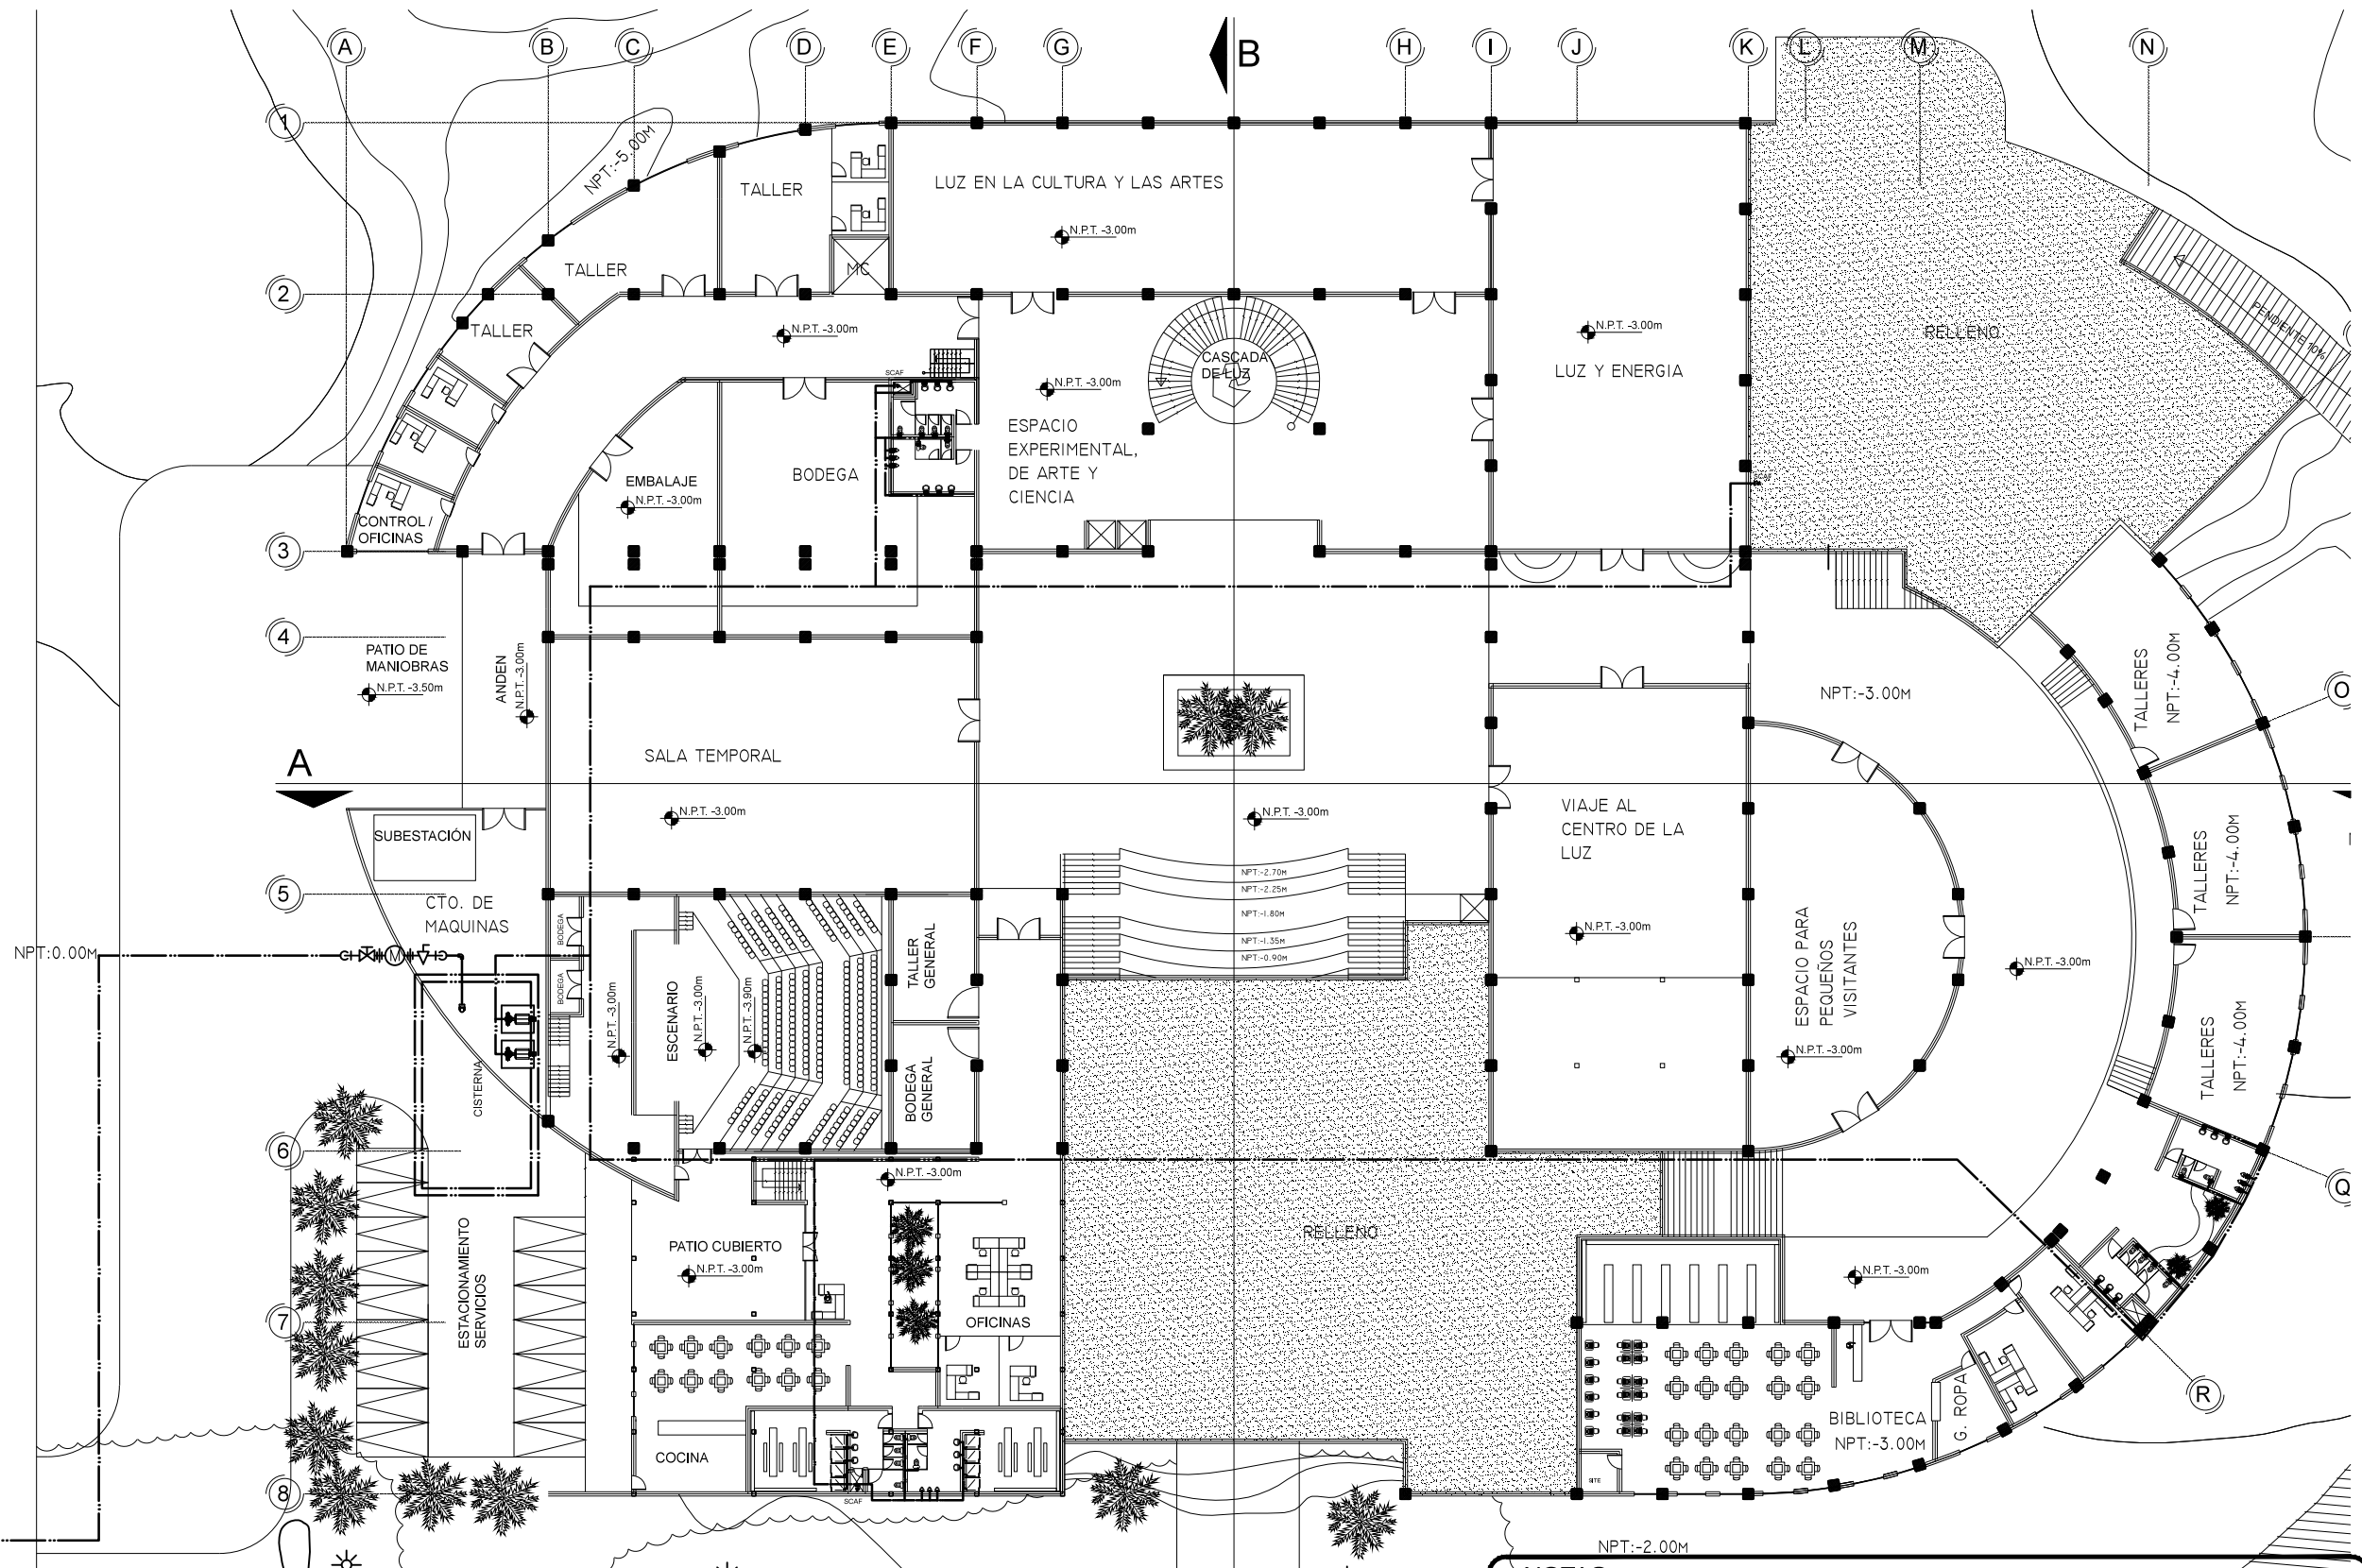 A
B
C
D
E
F
G
B
H
I
J
K
L
M
N
1
NPT:-5.00M
TALLER
LUZ EN LA CULTURA Y LAS ARTES
N.P.T. -3.00m
TALLER
MC
2
TALLER
N.P.T. -3.00m
N.P.T. -3.00m
RELLENO
PENDIENTE 10%
CASCADA
DE LUZ
SCAF
N.P.T. -3.00m
LUZ Y ENERGIA
ESPACIO
EXPERIMENTAL,
DE ARTE Y
CIENCIA
EMBALAJE
N.P.T. -3.00m
BODEGA
CONTROL /
OFICINAS
3
4
PATIO DE
MANIOBRAS
N.P.T. -3.50m
ANDEN
N.P.T. -3.00m
NPT:-3.00M
TALLERES
NPT:-4.00M
O
A
SALA TEMPORAL
N.P.T. -3.00m
N.P.T. -3.00m
VIAJE AL
CENTRO DE LA
LUZ
SUBESTACIÓN
TALLERES
NPT:-4.00M
5
CTO. DE
MAQUINAS
NPT:-2.70M
NPT:-2.25M
NPT:-1.80M
NPT:-1.35M
NPT:-0.90M
N.P.T. -3.00m
NPT:0.00M
M
BODEGA
BODEGA
TALLER
GENERAL
ESPACIO PARA
PEQUEÑOS
VISITANTES
N.P.T. -3.00m
N.P.T. -3.00m
ESCENARIO
N.P.T. -3.00m
N.P.T. -3.90m
N.P.T. -3.00m
TALLERES
NPT:-4.00M
CISTERNA
BODEGA
GENERAL
6
N.P.T. -3.00m
Q
RELLENO
PATIO CUBIERTO
N.P.T. -3.00m
N.P.T. -3.00m
ESTACIONAMIENTO
SERVICIOS
7
OFICINAS
R
G. ROPA
BIBLIOTECA
NPT:-3.00M
COCINA
SITE
8
SCAF
NPT:-2.00M